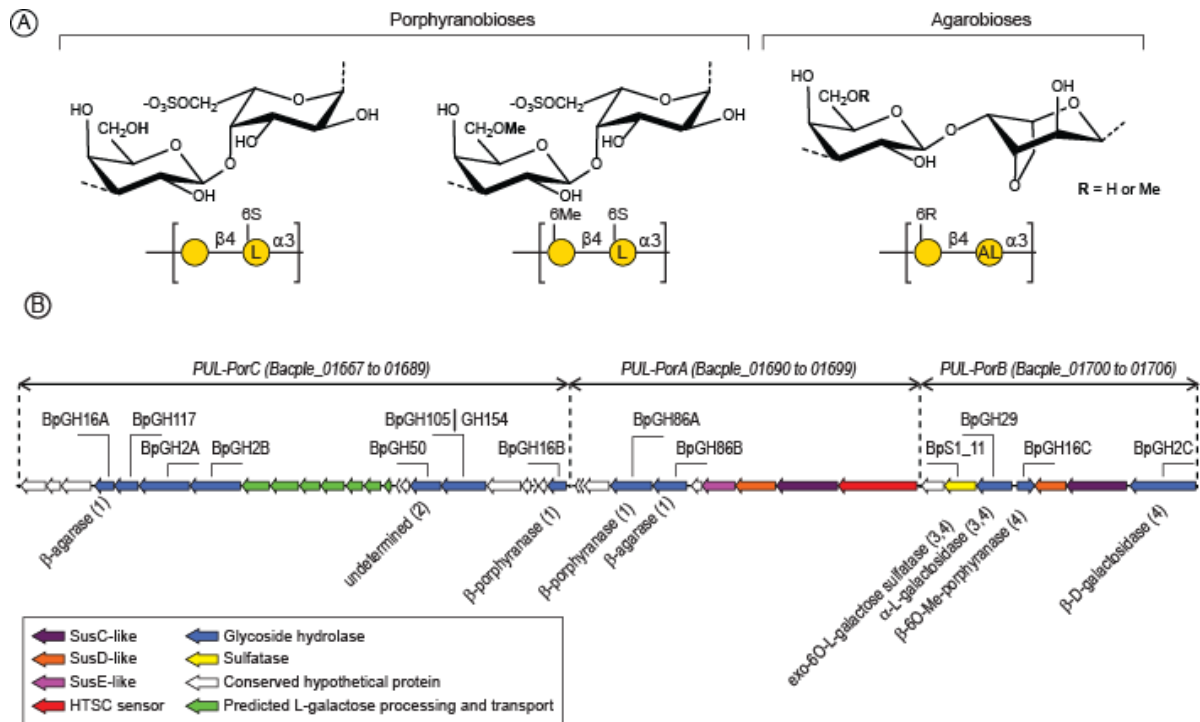 A
Porphyranobioses
Agarobioses
HO
CH₂OH
-O₃SOCH₂
O
O
O
HO
OH
OH
HO
CH₂OMe
-O₃SOCH₂
O
O
O
HO
OH
OH
HO
CH₂OR
O
O
OH
OH
O
O
R = H or Me
6S
β4
L
α3
6Me
6S
β4
L
α3
6R
β4
AL
α3
B
PUL-PorC (Bacple_01667 to 01689)
PUL-PorA (Bacple_01690 to 01699)
PUL-PorB (Bacple_01700 to 01706)
BpGH16A
BpGH117
BpGH2A
BpGH2B
BpGH105 | GH154
BpGH50
BpGH16B
BpGH86A
BpGH86B
BpGH29
BpS1_11
BpGH16C
BpGH2C
β-agarase (1)
undetermined (2)
β-porphyranase (1)
β-porphyranase (1)
β-agarase (1)
exo-6O-L-galactose sulfatase (3,4)
α-L-galactosidase (3,4)
β-6O-Me-porphyranase (4)
β-D-galactosidase (4)
SusC-like
SusD-like
SusE-like
HTSC sensor
Glycoside hydrolase
Sulfatase
Conserved hypothetical protein
Predicted L-galactose processing and transport